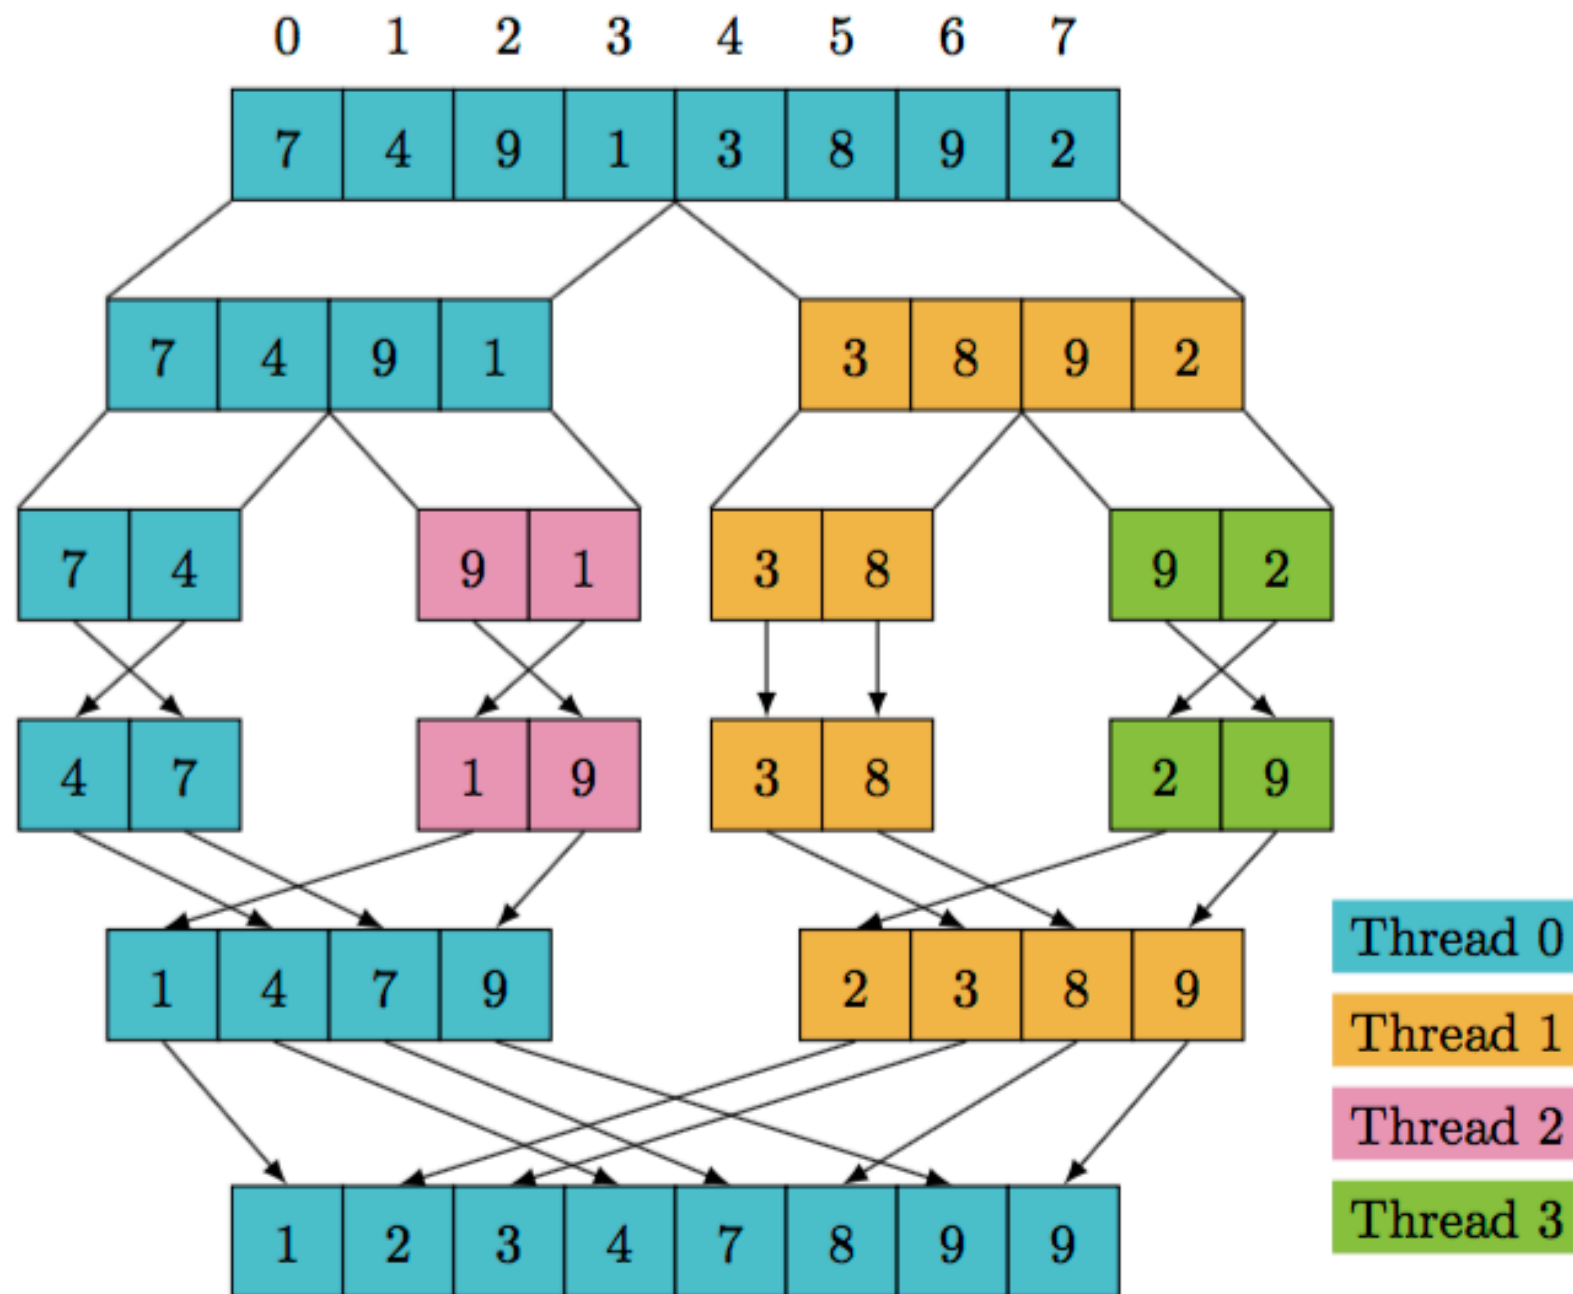 0 1 2 3 4 5 6 7
7 4 9 1 3 8 9 2
7 4 9 1 3 8 9 2
7 4 9 1 3 8 9 2
4 7 1 9 3 8 2 9
1 4 7 9 2 3 8 9
1 2 3 4 7 8 9 9
Thread 0
Thread 1
Thread 2
Thread 3